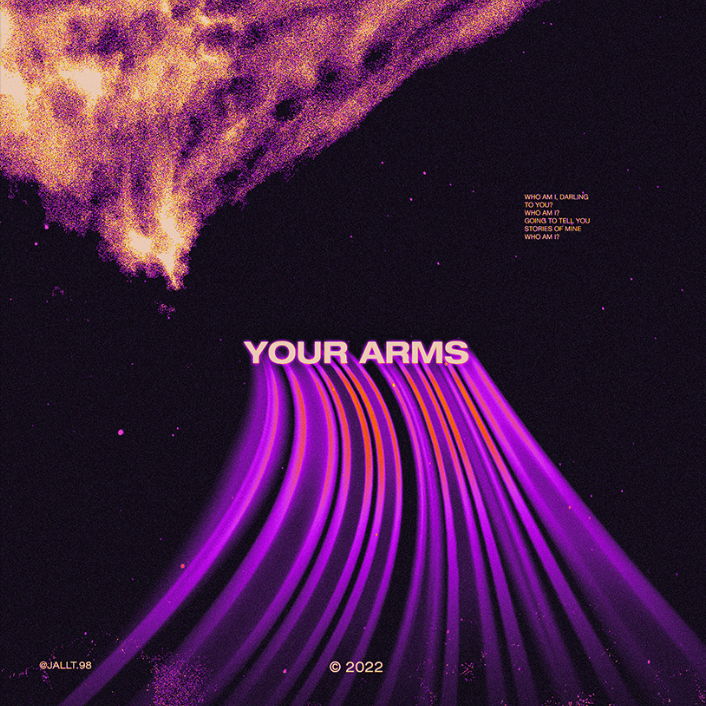 WHO AM I, DARLING
TO YOU?
WHO AM I?
GOING TO TELL YOU
STORIES OF MINE
WHO AM I?
YOUR ARMS
@JALLT.98
© 2022